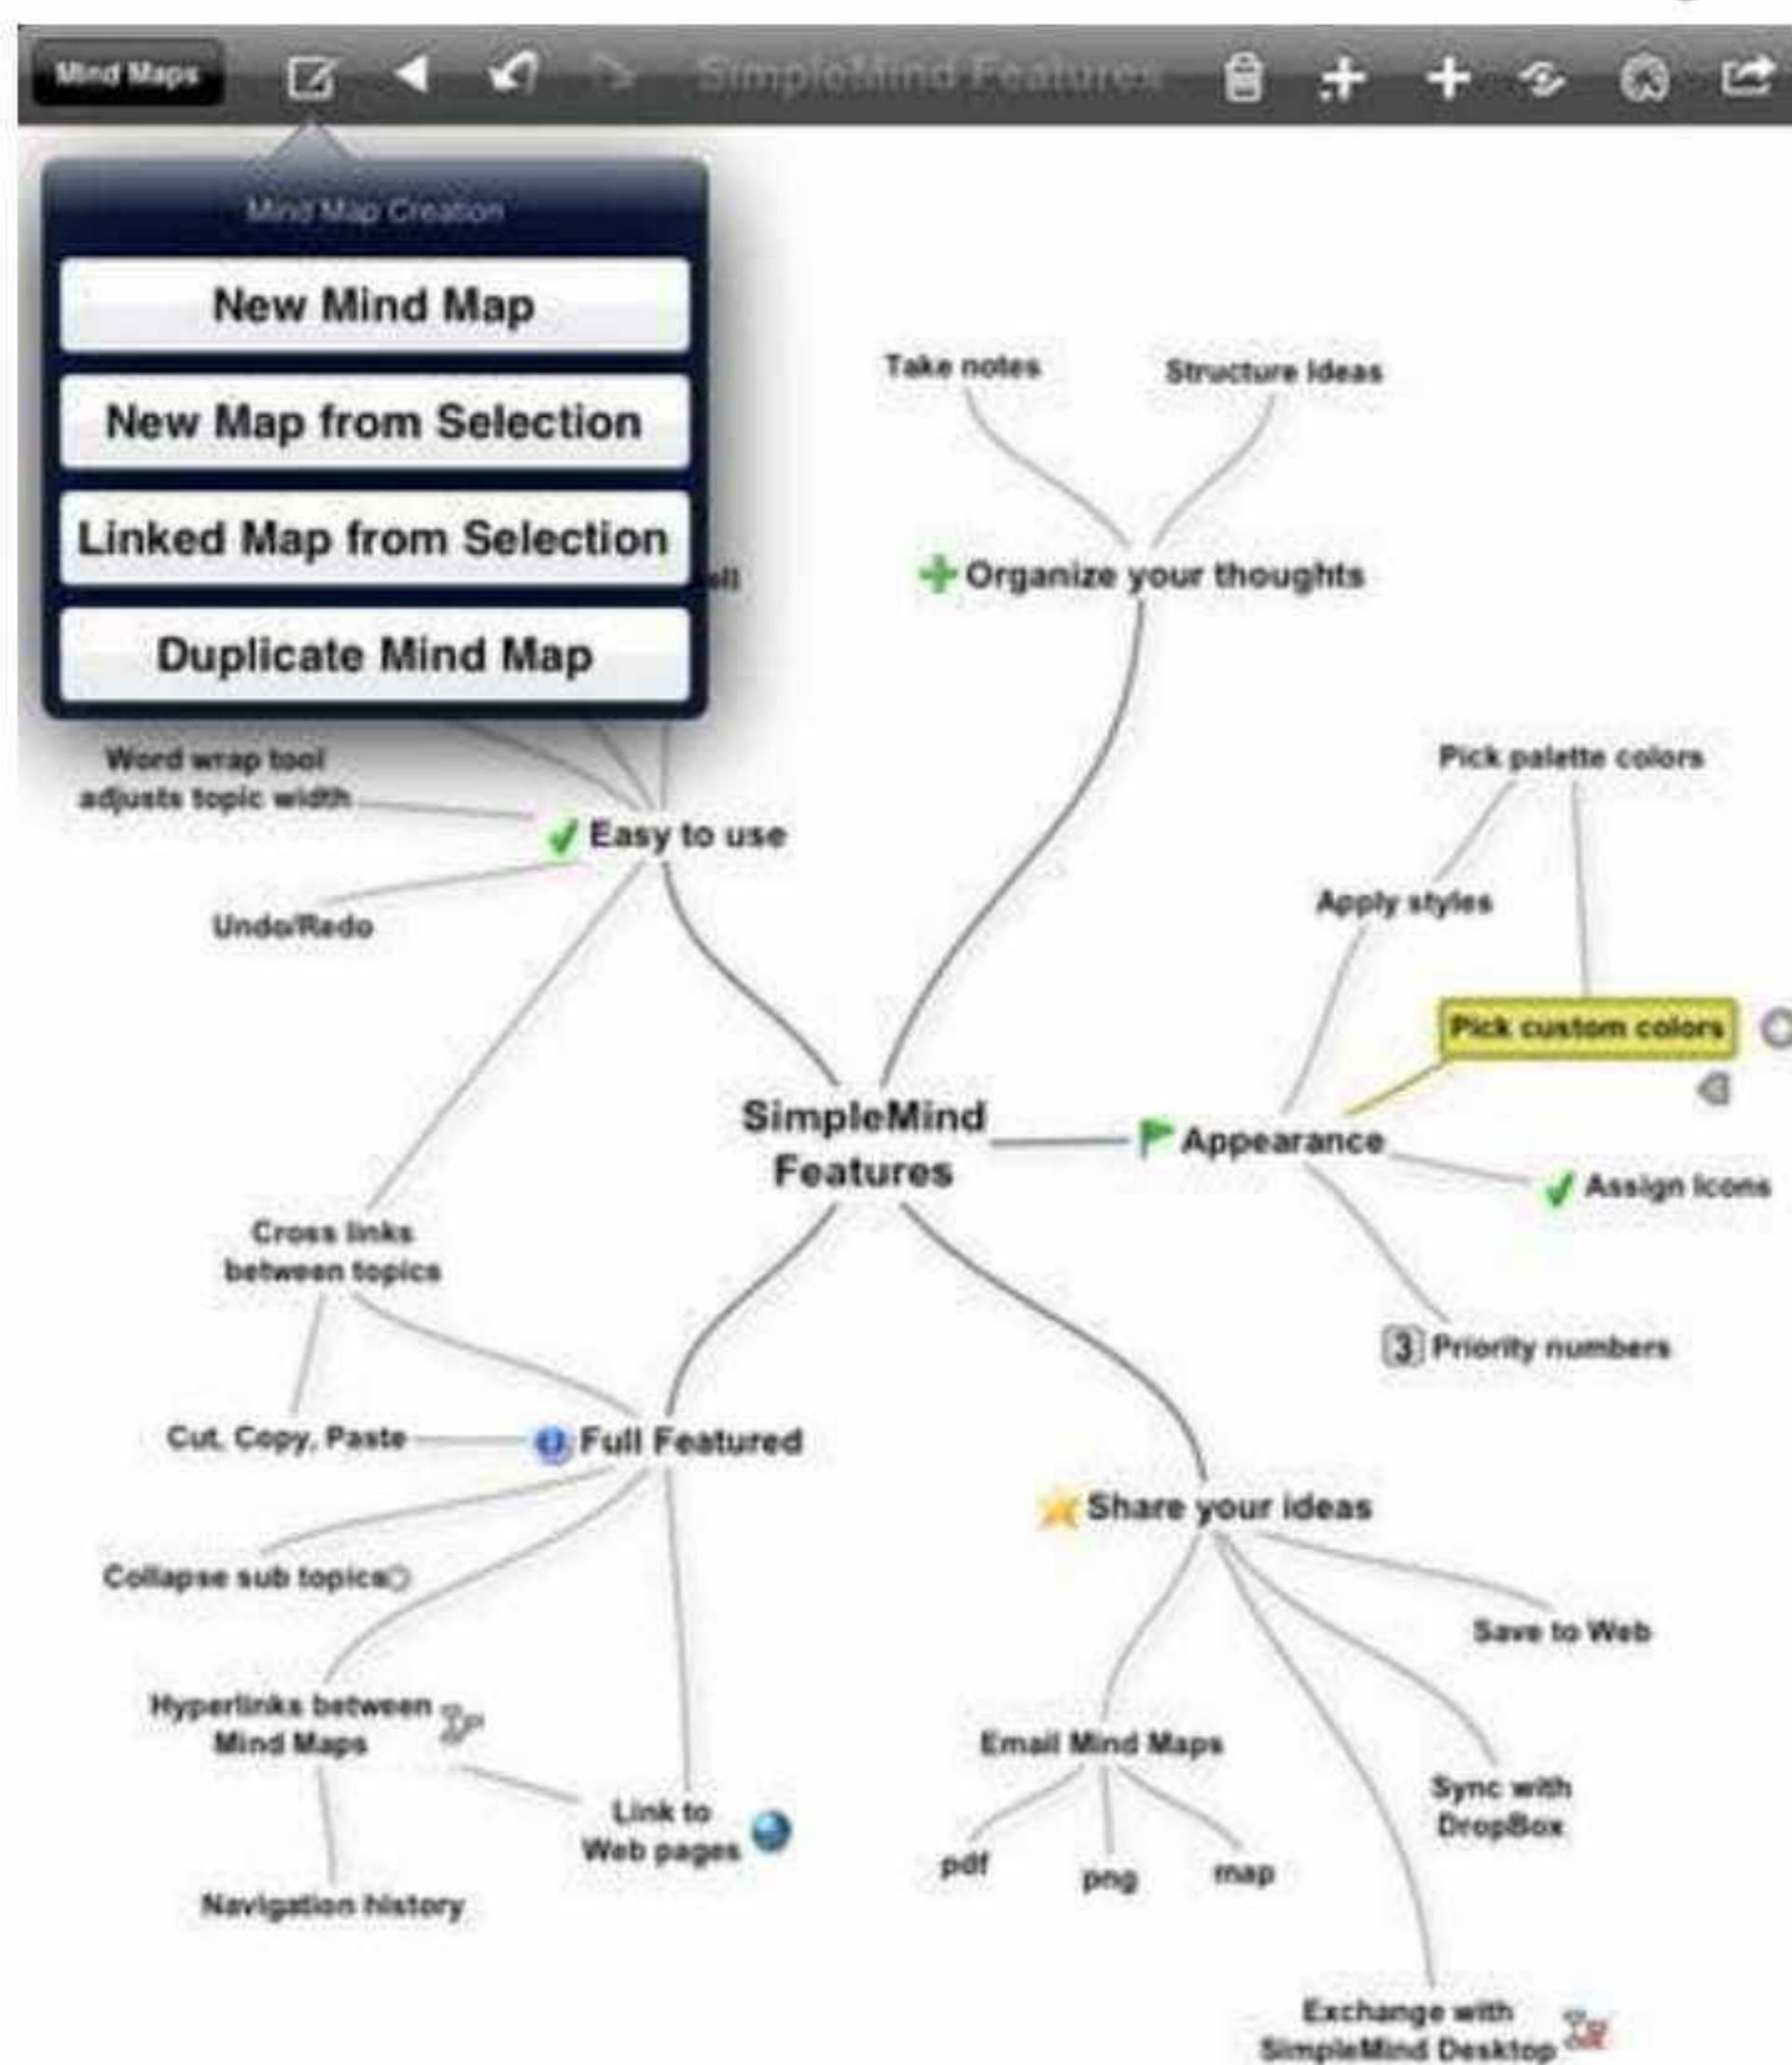 Mind Maps
SimpleMind Features
Mind Map Creation
New Mind Map
New Map from Selection
Linked Map from Selection
Duplicate Mind Map
Take notes
Structure ideas
Organize your thoughts
Word wrap tool
adjusts topic width
Easy to use
Undo/Redo
Pick palette colors
Apply styles
Pick custom colors
SimpleMind
Features
Appearance
Assign Icons
3 Priority numbers
Cross links
between topics
Cut, Copy, Paste
Full Featured
Collapse sub topics
Hyperlinks between
Mind Maps
Link to
Web pages
Navigation history
Share your ideas
Save to Web
Email Mind Maps
pdf
png
map
Sync with
DropBox
Exchange with
SimpleMind Desktop